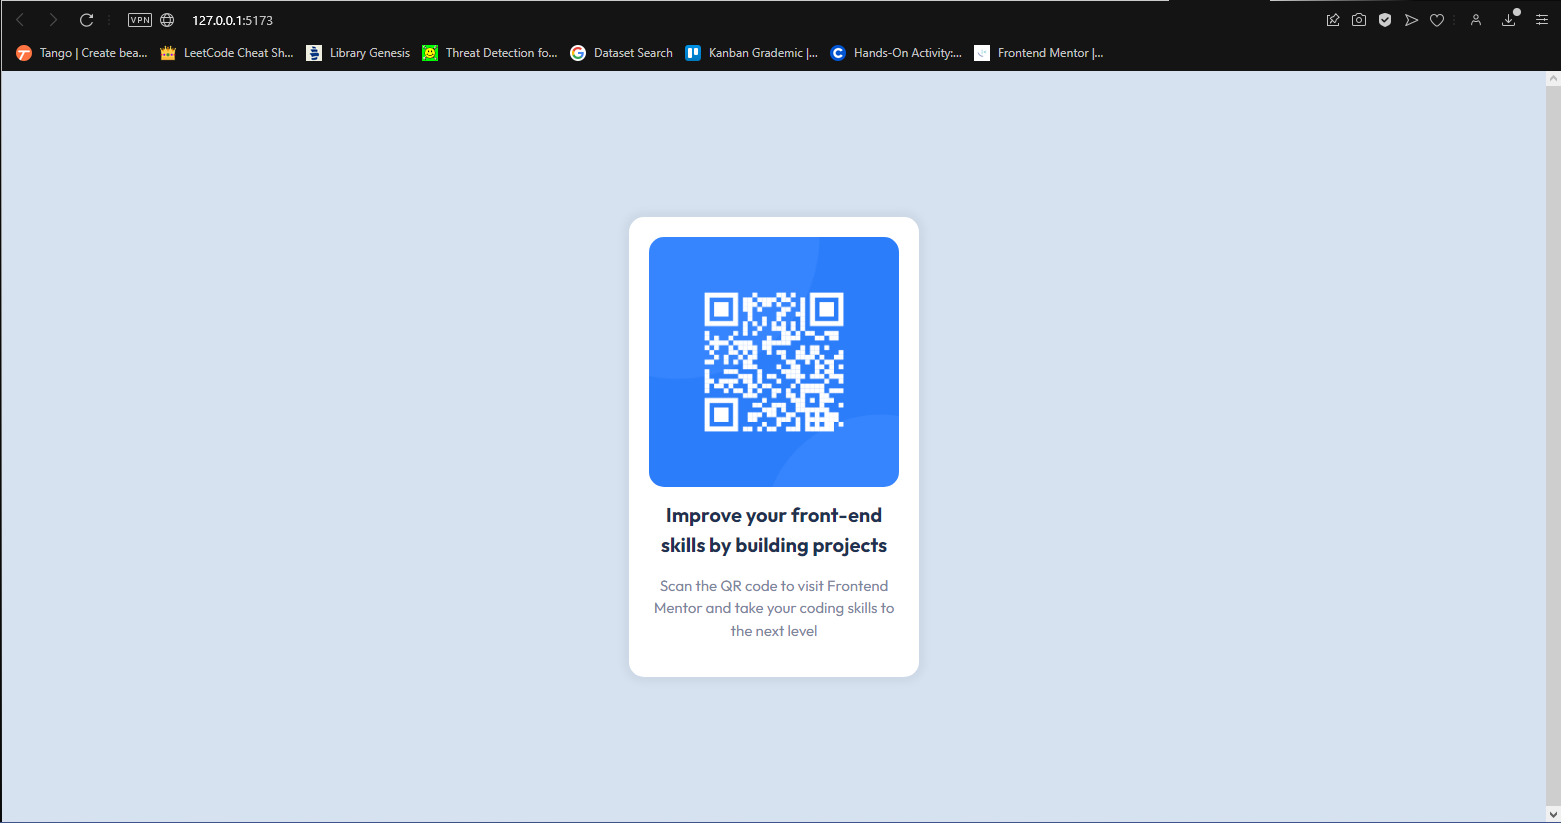 VPN 127.0.0.1:5173
Tango | Create bea... LeetCode Cheat Sh... Library Genesis Threat Detection fo... Dataset Search Kanban Grademic |... Hands-On Activity:... Frontend Mentor |...
Improve your front-end
skills by building projects
Scan the QR code to visit Frontend
Mentor and take your coding skills to
the next level